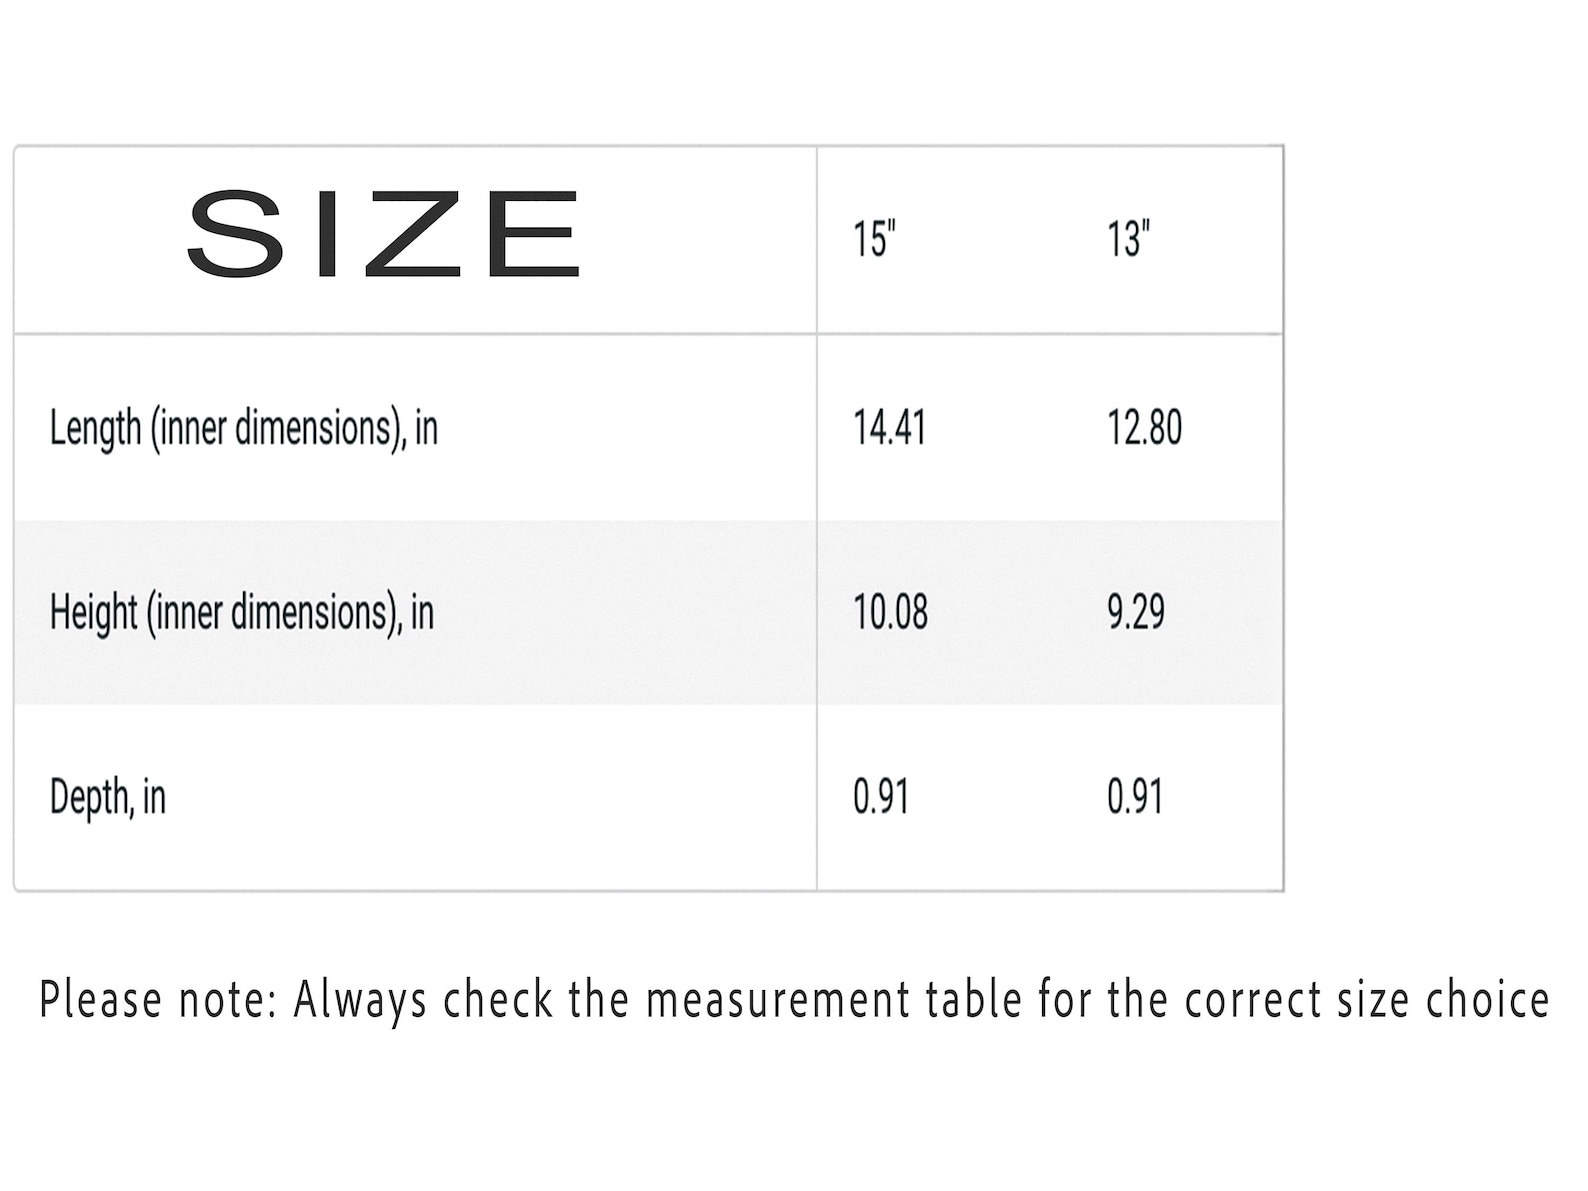 SIZE 15" 13"
Length (inner dimensions), in 14.41 12.80
Height (inner dimensions), in 10.08 9.29
Depth, in 0.91 0.91
Please note: Always check the measurement table for the correct size choice